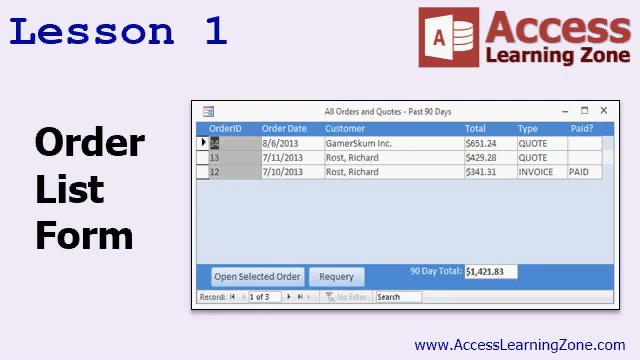 Lesson 1
A Access
Learning Zone
Order
List
Form
All Orders and Quotes - Past 90 Days
OrderID Order Date Customer Total Type Paid?
14 8/6/2013 GamerSkum Inc. $651.24 QUOTE
13 7/11/2013 Rost, Richard $429.28 QUOTE
12 7/10/2013 Rost, Richard $341.31 INVOICE PAID
Open Selected Order Requery 90 Day Total: $1,421.83
Record: 1 of 3 No Filter Search
www.AccessLearningZone.com